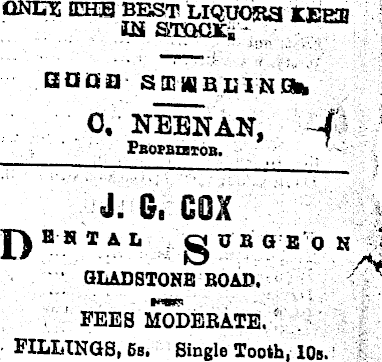 ONLY THE BEST LIQUORS KEPT
IN STOCK.
GOOD STABLING.
C. NEENAN,
PROPRIETOR.
J. G. COX
DENTAL SURGEON
GLADSTONE ROAD.
FEES MODERATE.
FILLINGS, 5s. Single Tooth, 10s.